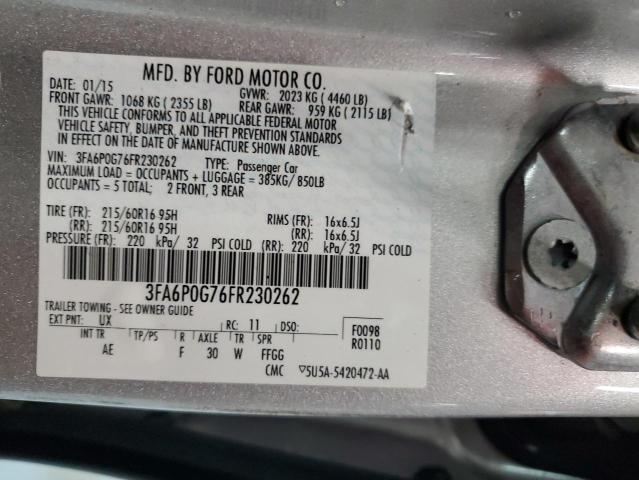 MFD. BY FORD MOTOR CO.
DATE: 01/15 GVWR: 2023 KG ( 4460 LB)
FRONT GAWR: 1068 KG ( 2355 LB) REAR GAWR: 959 KG ( 2115 LB)
THIS VEHICLE CONFORMS TO ALL APPLICABLE FEDERAL MOTOR
VEHICLE SAFETY, BUMPER, AND THEFT PREVENTION STANDARDS
IN EFFECT ON THE DATE OF MANUFACTURE SHOWN ABOVE.
VIN: 3FA6P0G76FR230262 TYPE: Passenger Car
MAXIMUM LOAD = OCCUPANTS + LUGGAGE = 385KG/ 850LB
OCCUPANTS = 5 TOTAL; 2 FRONT, 3 REAR
TIRE (FR): 215/60R16 95H RIMS (FR): 16x6.5J
(RR): 215/60R16 95H (RR): 16x6.5J
PRESSURE (FR): 220 kPa/ 32 PSI COLD (RR): 220 kPa/ 32 PSI COLD
3FA6P0G76FR230262
TRAILER TOWING - SEE OWNER GUIDE
EXT PNT: UX RC: 11 DSO: F0098
INT TR TP/PS R AXLE TR SPR R0110
AE F 30 W FFGG
CMC ▽5U5A-5420472-AA